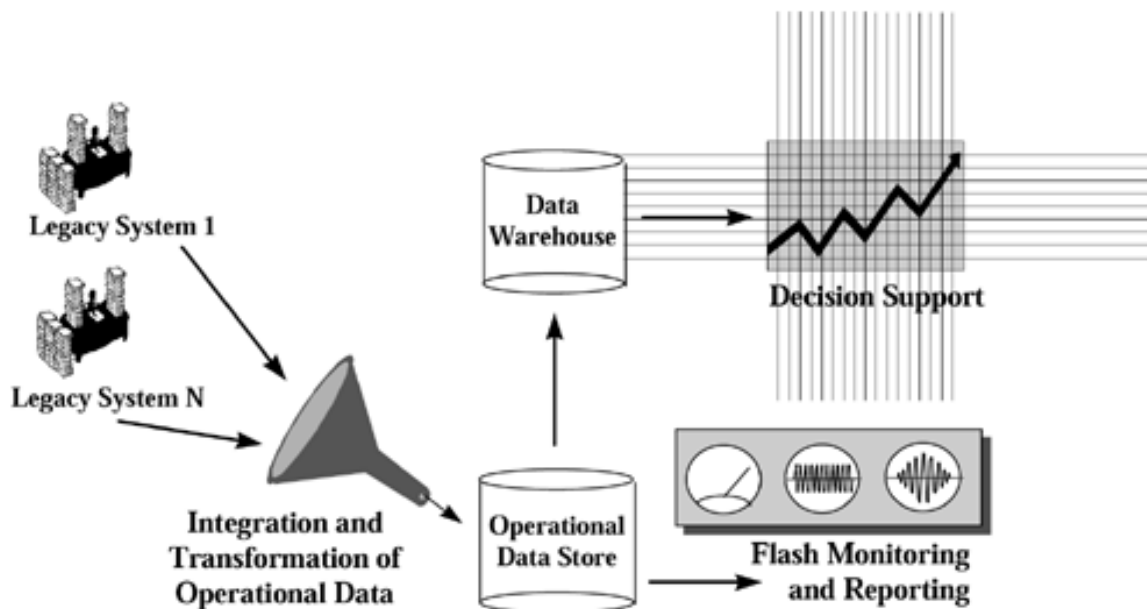 Legacy System 1
Legacy System N
Integration and
Transformation of
Operational Data
Data
Warehouse
Decision Support
Operational
Data Store
Flash Monitoring
and Reporting